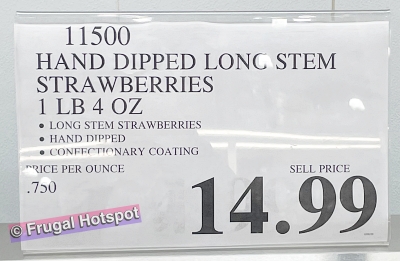 11500
HAND DIPPED LONG STEM
STRAWBERRIES
1 LB 4 OZ
• LONG STEM STRAWBERRIES
• HAND DIPPED
• CONFECTIONARY COATING
PRICE PER OUNCE
.750
SELL PRICE
14.99
© Frugal Hotspot